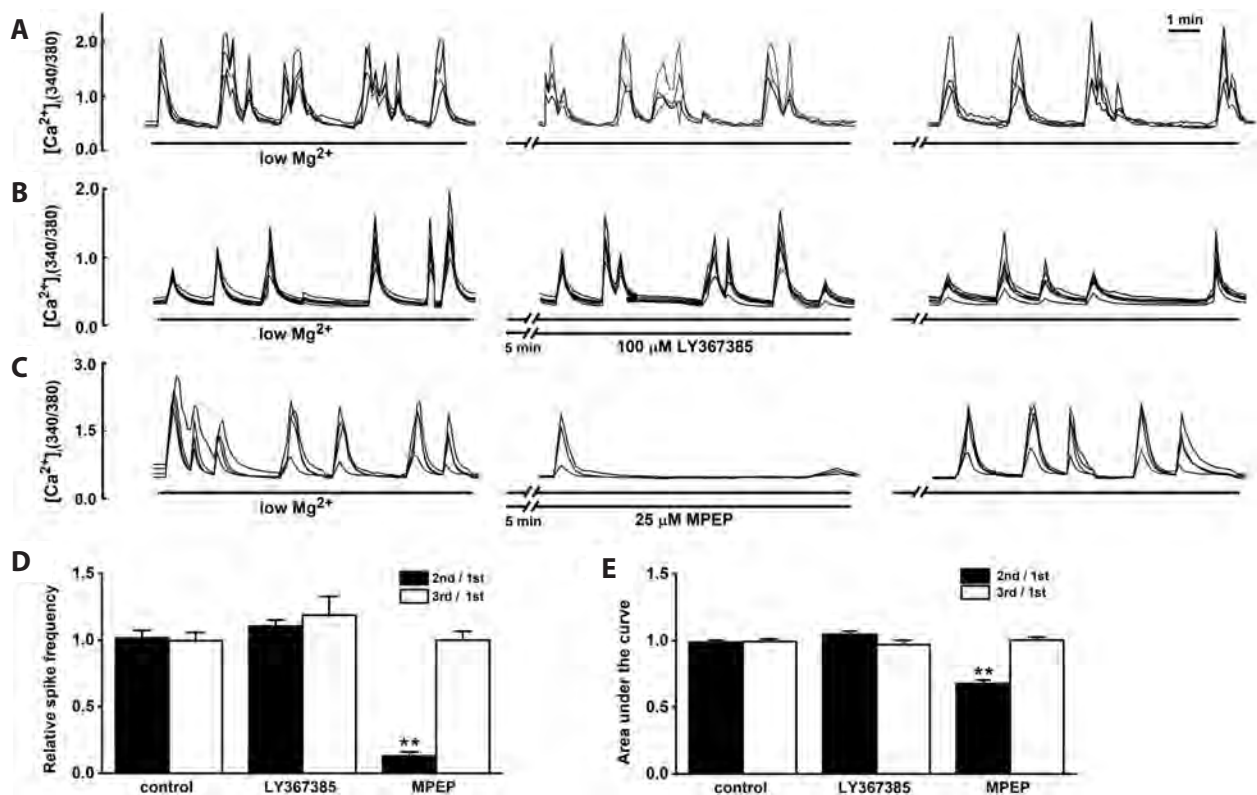 A
[Ca2+]i(340/380)
2.0
1.0
0.0
1 min
low Mg2+
B
[Ca2+]i(340/380)
2.0
1.0
0.0
low Mg2+
5 min
100 μM LY367385
C
[Ca2+]i(340/380)
3.0
1.5
0.0
low Mg2+
5 min
25 μM MPEP
D
Relative spike frequency
1.5
1.0
0.5
0.0
2nd / 1st
3rd / 1st
**
control
LY367385
MPEP
E
Area under the curve
1.5
1.0
0.5
0.0
2nd / 1st
3rd / 1st
**
control
LY367385
MPEP